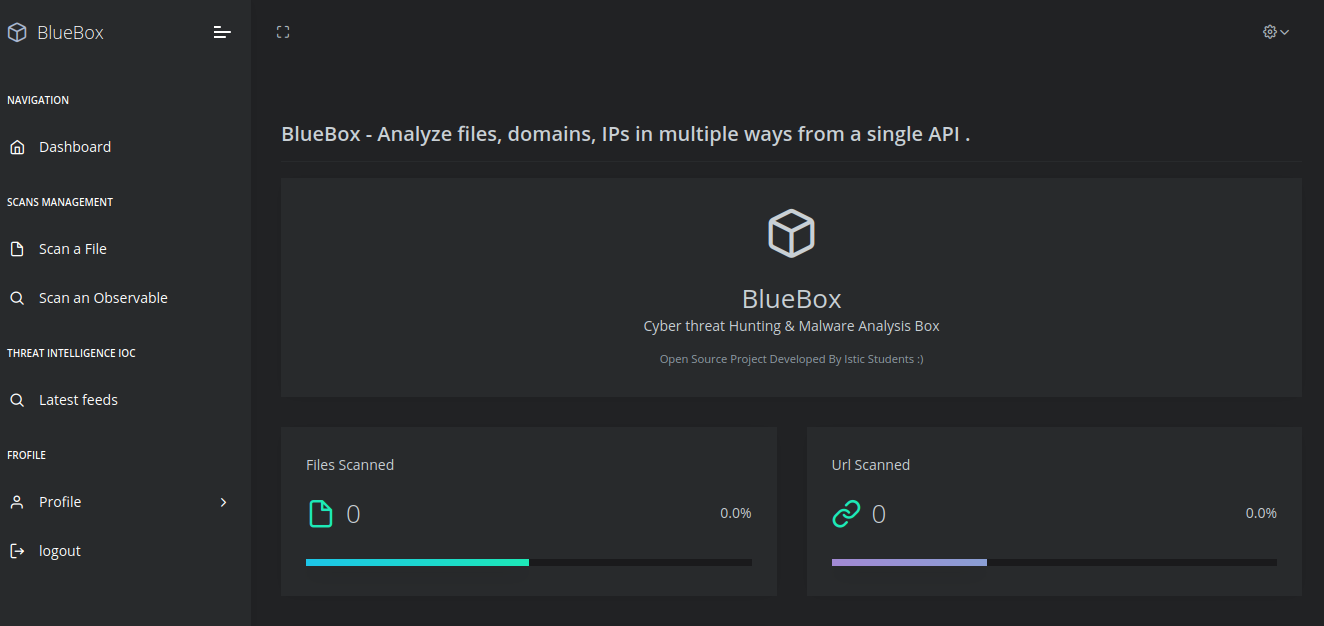 BlueBox
NAVIGATION
Dashboard
SCANS MANAGEMENT
Scan a File
Scan an Observable
THREAT INTELLIGENCE IOC
Latest feeds
FROFILE
Profile
logout
BlueBox - Analyze files, domains, IPs in multiple ways from a single API .
BlueBox
Cyber threat Hunting & Malware Analysis Box
Open Source Project Developed By Istic Students :)
Files Scanned
0
0.0%
Url Scanned
0
0.0%